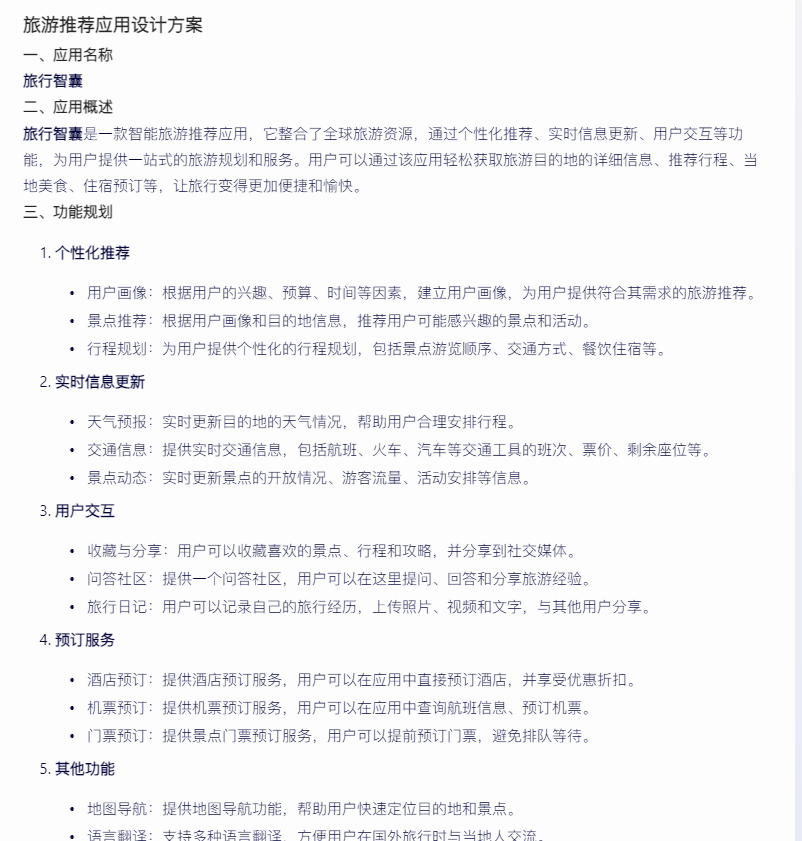 旅游推荐应用设计方案
一、应用名称
旅行智囊
二、应用概述
旅行智囊是一款智能旅游推荐应用，它整合了全球旅游资源，通过个性化推荐、实时信息更新、用户交互等功
能，为用户提供一站式的旅游规划和服务。用户可以通过该应用轻松获取旅游目的地的详细信息、推荐行程、当
地美食、住宿预订等，让旅行变得更加便捷和愉快。
三、功能规划
1. 个性化推荐
• 用户画像：根据用户的兴趣、预算、时间等因素，建立用户画像，为用户提供符合其需求的旅游推荐。
• 景点推荐：根据用户画像和目的地信息，推荐用户可能感兴趣的景点和活动。
• 行程规划：为用户提供个性化的行程规划，包括景点游览顺序、交通方式、餐饮住宿等。
2. 实时信息更新
• 天气预报：实时更新目的地的天气情况，帮助用户合理安排行程。
• 交通信息：提供实时交通信息，包括航班、火车、汽车等交通工具的班次、票价、剩余座位等。
• 景点动态：实时更新景点的开放情况、游客流量、活动安排等信息。
3. 用户交互
• 收藏与分享：用户可以收藏喜欢的景点、行程和攻略，并分享到社交媒体。
• 问答社区：提供一个问答社区，用户可以在这里提问、回答和分享旅游经验。
• 旅行日记：用户可以记录自己的旅行经历，上传照片、视频和文字，与其他用户分享。
4. 预订服务
• 酒店预订：提供酒店预订服务，用户可以在应用中直接预订酒店，并享受优惠折扣。
• 机票预订：提供机票预订服务，用户可以在应用中查询航班信息、预订机票。
• 门票预订：提供景点门票预订服务，用户可以提前预订门票，避免排队等待。
5. 其他功能
• 地图导航：提供地图导航功能，帮助用户快速定位目的地和景点。
• 语言翻译：支持多种语言翻译，方便用户在国外旅行时与当地人交流。